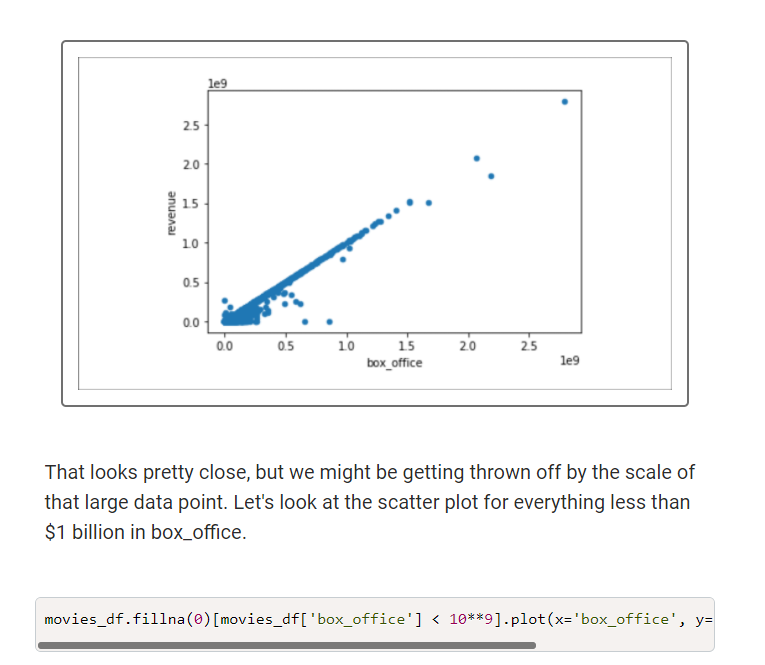 1e9
2.5
2.0
1.5
1.0
0.5
0.0
revenue
0.0 0.5 1.0 1.5 2.0 2.5
box_office 1e9
That looks pretty close, but we might be getting thrown off by the scale of
that large data point. Let's look at the scatter plot for everything less than
$1 billion in box_office.
movies_df.fillna(0)[movies_df['box_office'] < 10**9].plot(x='box_office', y=